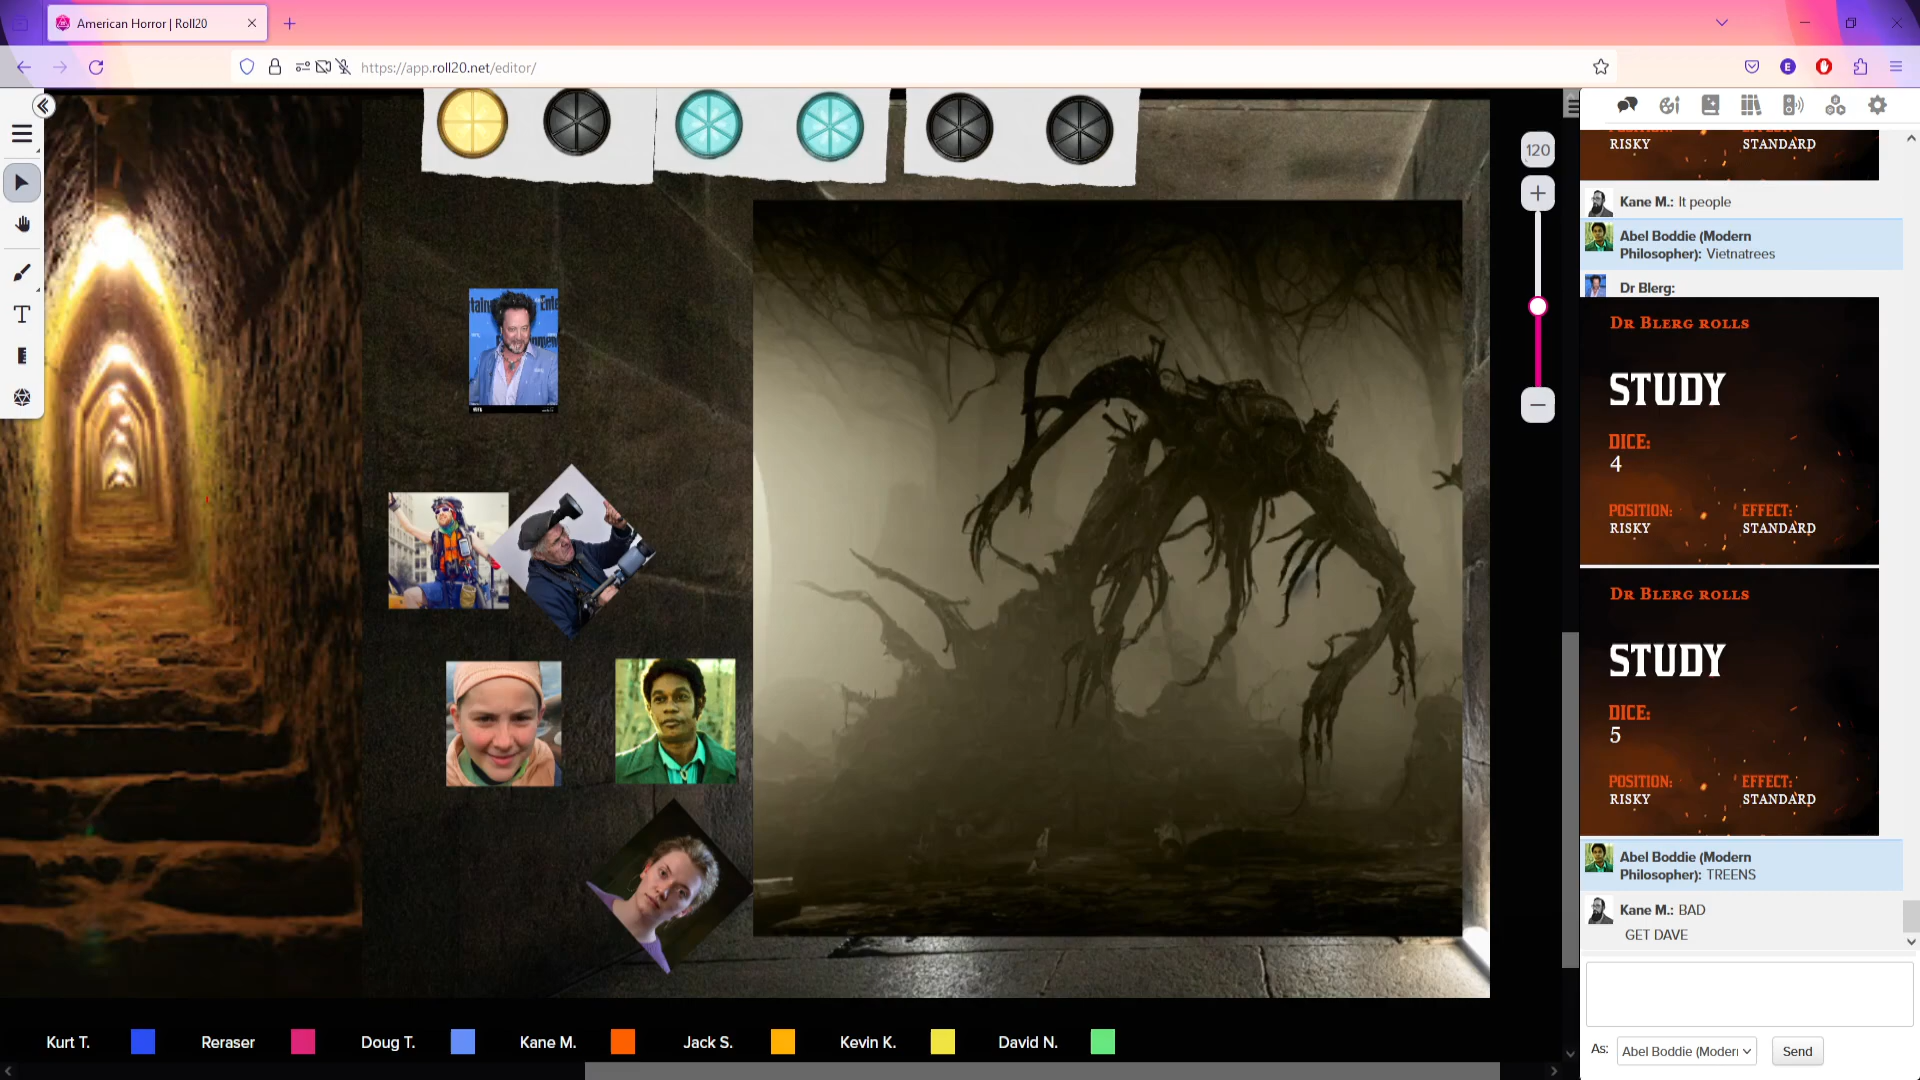 American Horror | Roll20
https://app.roll20.net/editor/
E
120
RISKY
STANDARD
Kane M.: It people
Abel Boddie (Modern
Philosopher): Vietnatrees
Dr Blerg:
DR BLERG ROLLS
STUDY
DICE:
4
POSITION:
EFFECT:
RISKY
STANDARD
DR BLERG ROLLS
STUDY
DICE:
5
POSITION:
EFFECT:
RISKY
STANDARD
Abel Boddie (Modern
Philosopher): TREENS
Kane M.: BAD
GET DAVE
As:
Abel Boddie (Modern
Send
Kurt T.
Reraser
Doug T.
Kane M.
Jack S.
Kevin K.
David N.